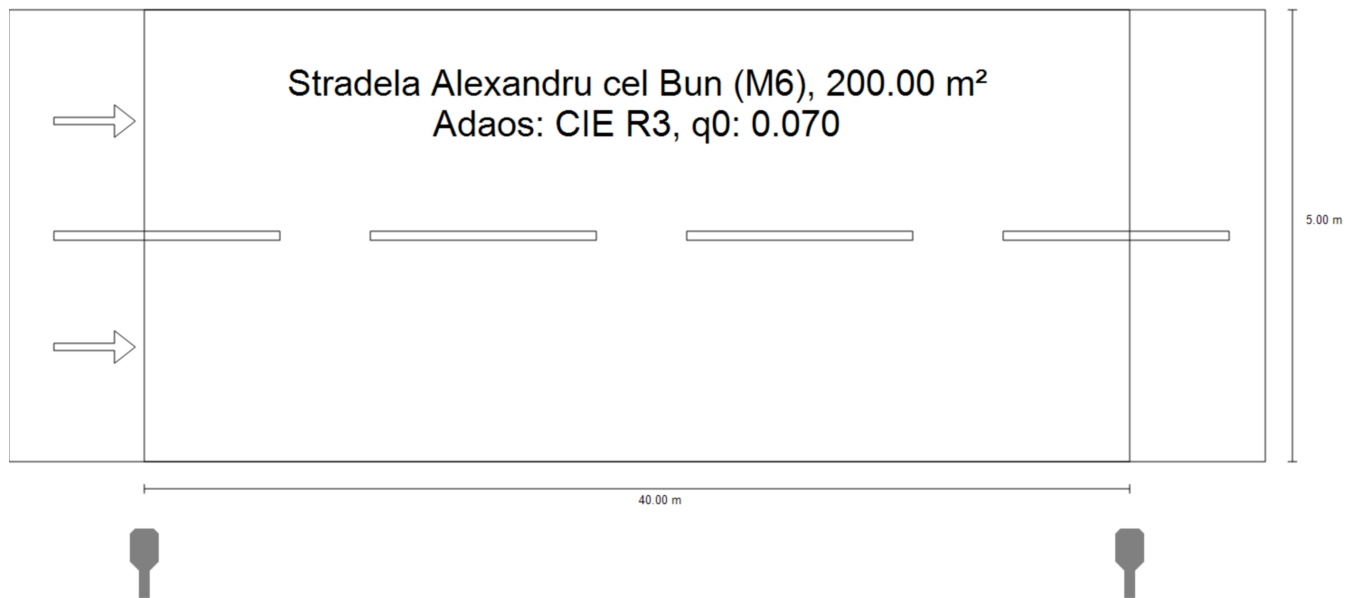 Stradela Alexandru cel Bun (M6), 200.00 m²
Adaos: CIE R3, q0: 0.070
5.00 m
40.00 m